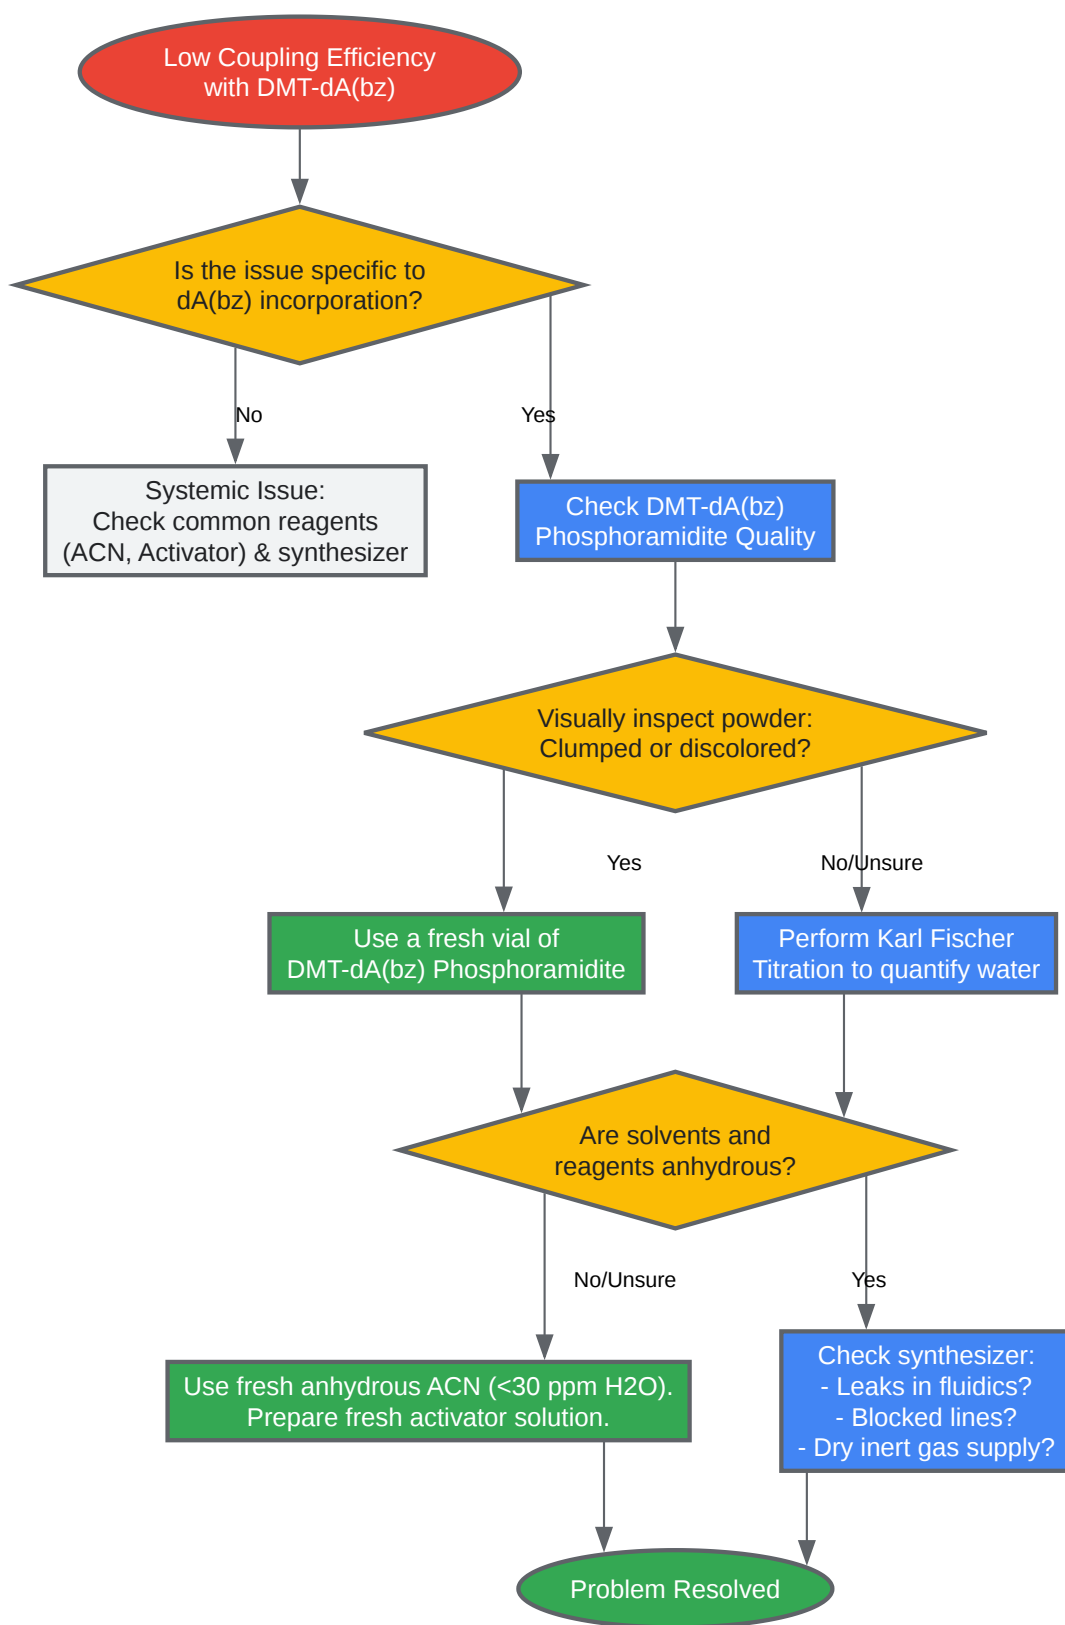 Low Coupling Efficiency
with DMT-dA(bz)
Is the issue specific to
dA(bz) incorporation?
No
Yes
Systemic Issue:
Check common reagents
(ACN, Activator) & synthesizer
Check DMT-dA(bz)
Phosphoramidite Quality
Visually inspect powder:
Clumped or discolored?
Yes
No/Unsure
Use a fresh vial of
DMT-dA(bz) Phosphoramidite
Perform Karl Fischer
Titration to quantify water
Are solvents and
reagents anhydrous?
No/Unsure
Yes
Use fresh anhydrous ACN (<30 ppm H2O).
Prepare fresh activator solution.
Check synthesizer:
- Leaks in fluidics?
- Blocked lines?
- Dry inert gas supply?
Problem Resolved